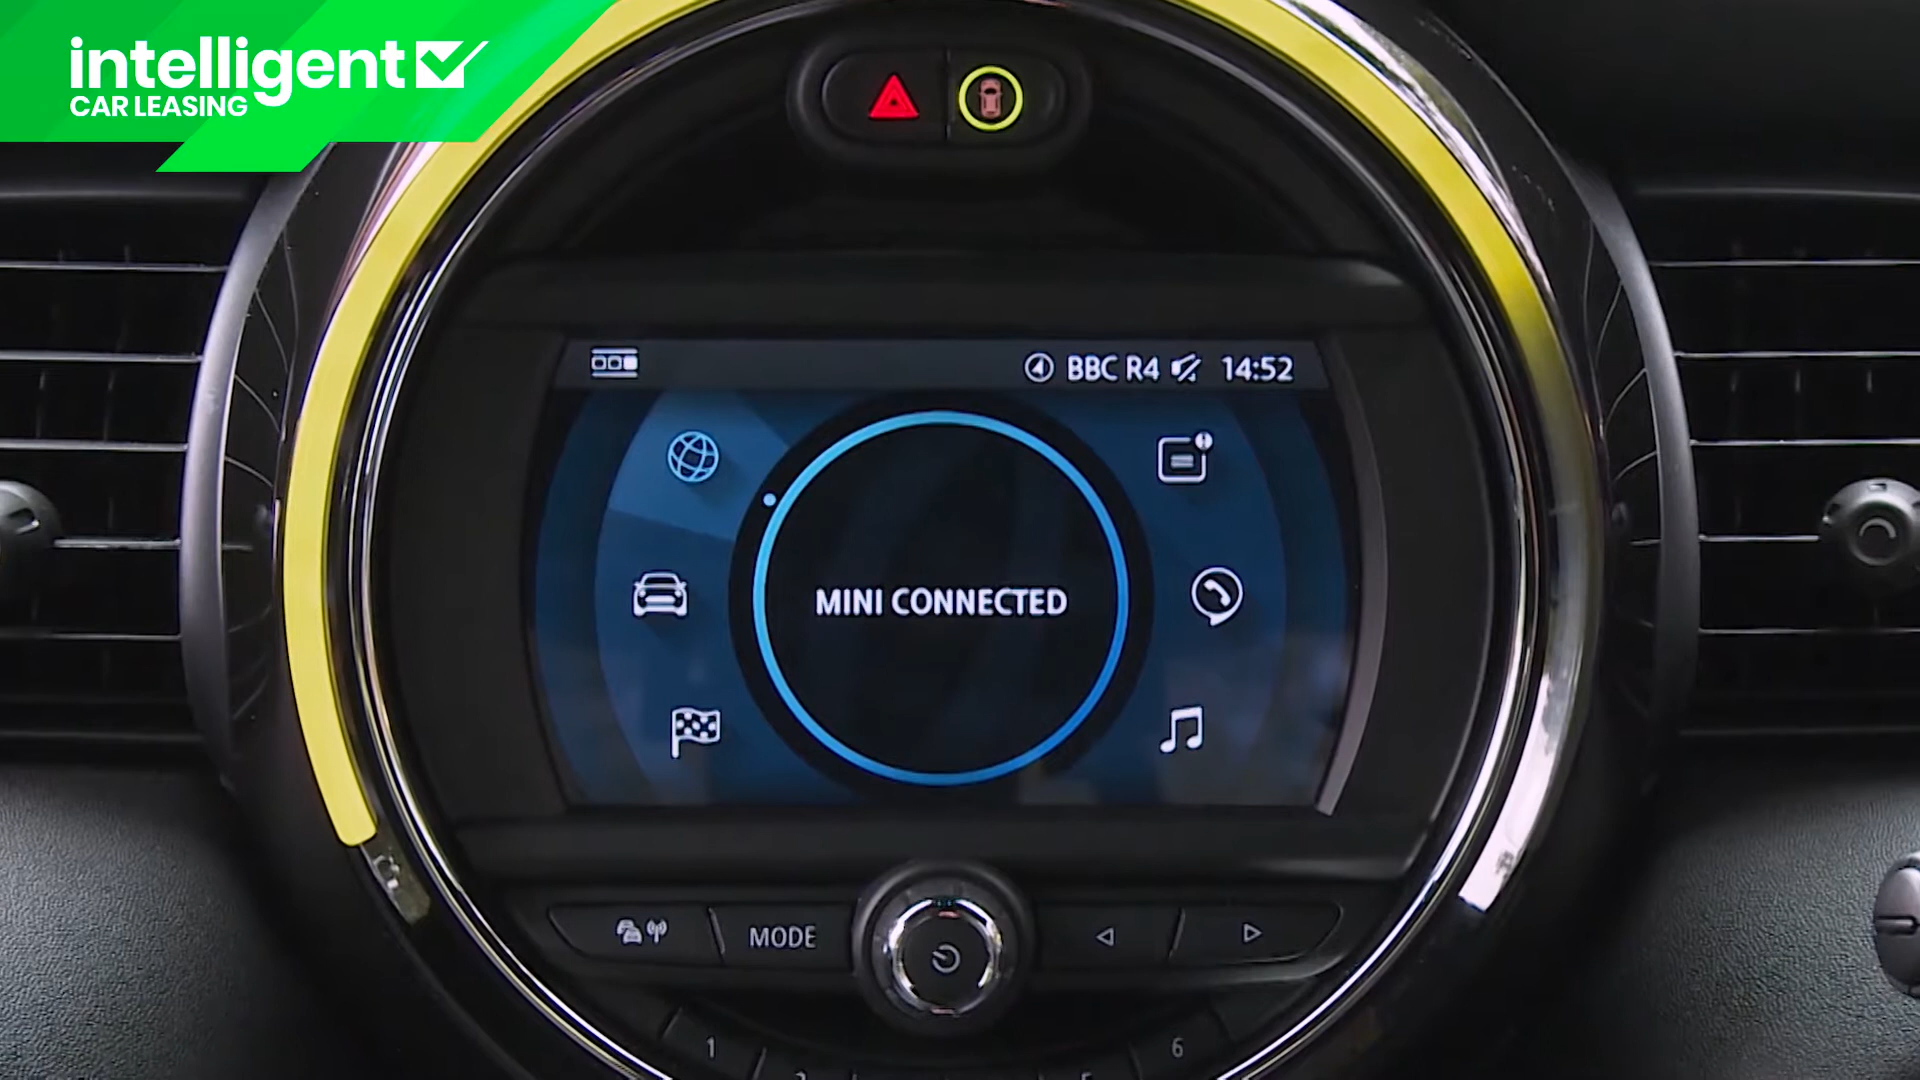 intelligent
CAR LEASING
BBC R4 14:52
MINI CONNECTED
MODE
1
6